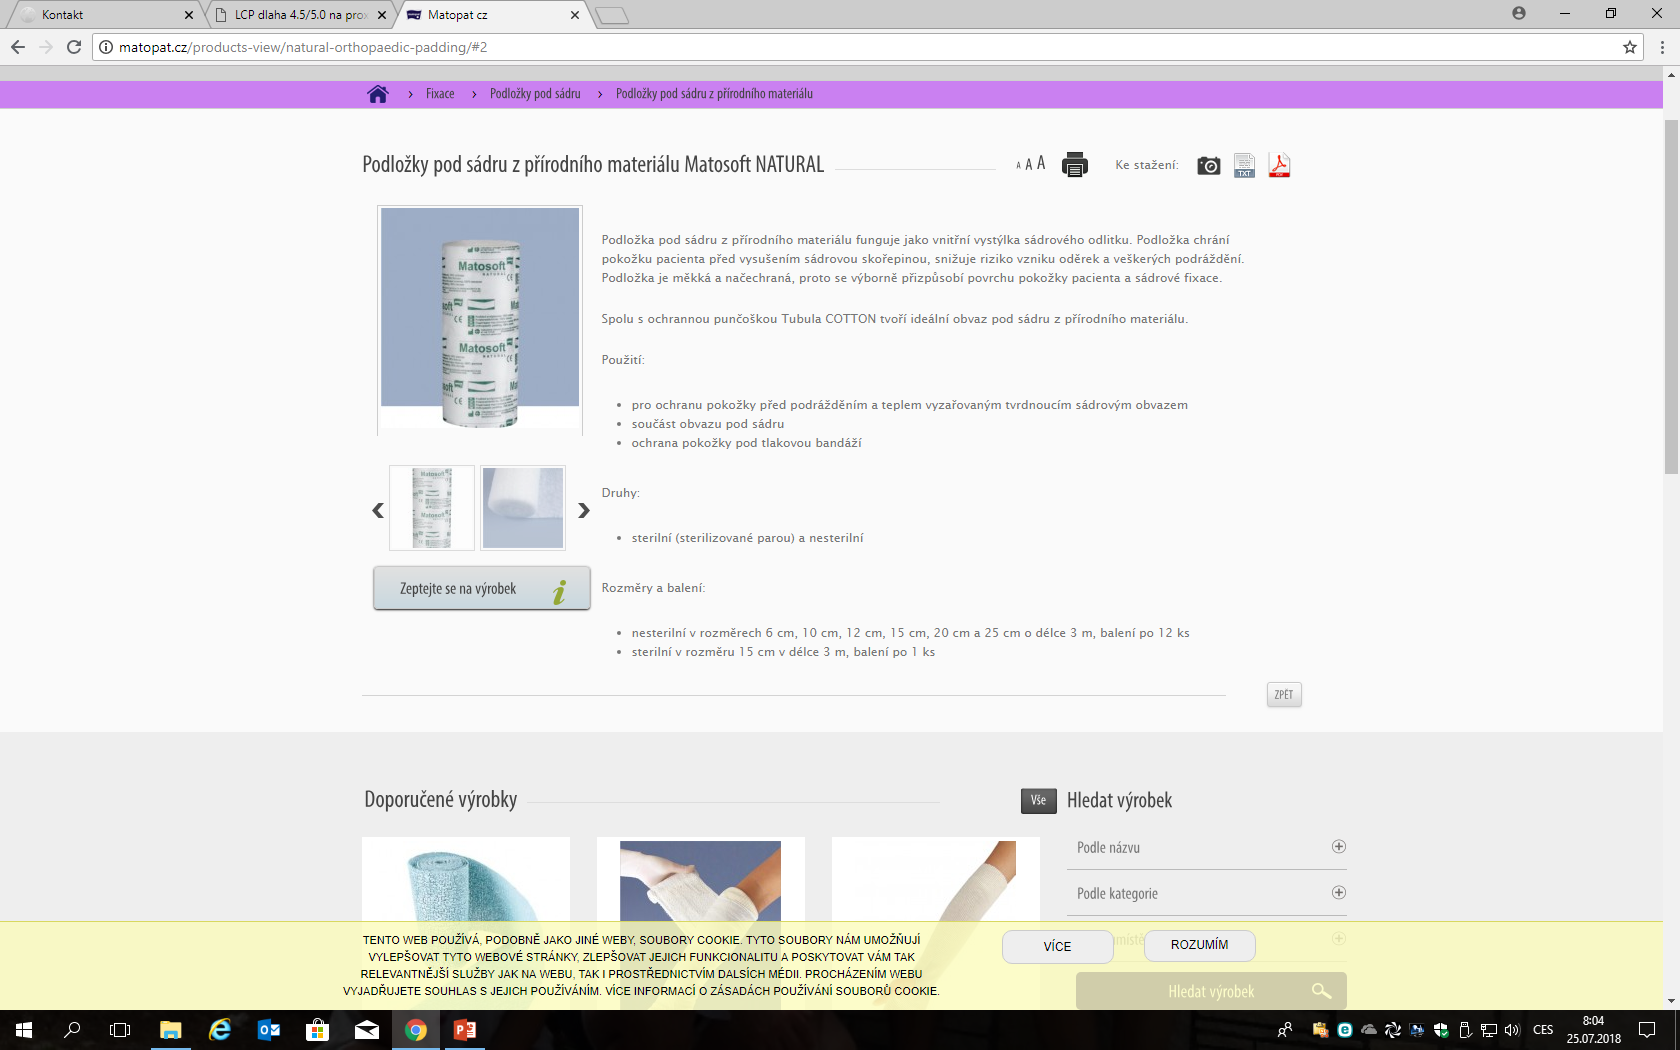 Kontakt
LCP dlaha 4.5/5.0 na prox
Matopat cz
matopat.cz/products-view/natural-orthopaedic-padding/#2
Fixace
Podložky pod sádru
Podložky pod sádru z přírodního materiálu
Podložky pod sádru z přírodního materiálu Matosoft NATURAL
A A A
Ke stažení:
TXT
Podložka pod sádru z přírodního materiálu funguje jako vnitřní vystýlka sádrového odlitku. Podložka chrání
pokožku pacienta před vysušením sádrovou skořepinou, snižuje riziko vzniku oděrek a veškerých podráždění.
Podložka je měkká a načechraná, proto se výborně přizpůsobí povrchu pokožky pacienta a sádrové fixace.
Spolu s ochrannou punčoškou Tubula COTTON tvoří ideální obvaz pod sádru z přírodního materiálu.
Použití:
pro ochranu pokožky před podrážděním a teplem vyzařovaným tvrdnoucím sádrovým obvazem
součást obvazu pod sádru
ochrana pokožky pod tlakovou bandáží
Druhy:
sterilní (sterilizované parou) a nesterilní
Rozměry a balení:
nesterilní v rozměrech 6 cm, 10 cm, 12 cm, 15 cm, 20 cm a 25 cm o délce 3 m, balení po 12 ks
sterilní v rozměru 15 cm v délce 3 m, balení po 1 ks
Matosoft
NATURAL
Matosoft
NATURAL
Zeptejte se na výrobek
ZPĚT
Doporučené výrobky
Vše
Hledat výrobek
Podle názvu
Podle kategorie
Hledat výrobek
TENTO WEB POUŽÍVÁ, PODOBNĚ JAKO JINÉ WEBY, SOUBORY COOKIE. TYTO SOUBORY NÁM UMOŽŇUJÍ
VYLEPŠOVAT TYTO WEBOVÉ STRÁNKY, ZLEPŠOVAT JEJICH FUNKCIONALITU A POSKYTOVAT VÁM TAK
RELEVANTNĚJŠÍ SLUŽBY JAK NA WEBU, TAK I PROSTŘEDNICTVÍM DALSÍCH MÉDII. PROCHÁZENÍM WEBU
VYJADŘUJETE SOUHLAS S JEJICH POUŽÍVÁNÍM. VÍCE INFORMACÍ O ZÁSADÁCH POUŽÍVÁNÍ SOUBORŮ COOKIE.
VÍCE
ROZUMÍM
CES
8:04
25.07.2018